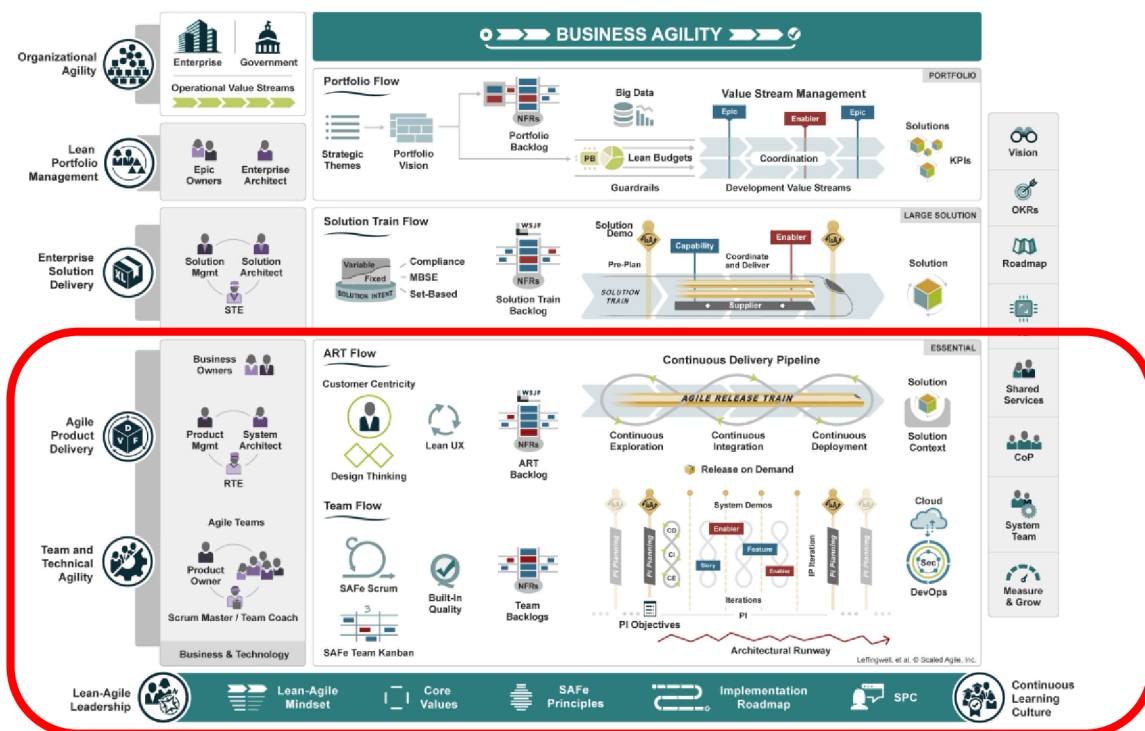 BUSINESS AGILITY
Organizational
Agility
Enterprise
Government
Operational Value Streams
Portfolio Flow
PORTFOLIO
Strategic
Themes
Portfolio
Vision
NFRs
Portfolio
Backlog
Big Data
PB
Lean Budgets
Guardrails
Value Stream Management
Epic
Enabler
Epic
Coordination
Development Value Streams
Solutions
KPIs
Lean
Portfolio
Management
Epic
Owners
Enterprise
Architect
Vision
OKRs
Roadmap
Enterprise
Solution
Delivery
XL
Solution
Mgmt
Solution
Architect
STE
Solution Train Flow
LARGE SOLUTION
Variable
Fixed
SOLUTION INTENT
Compliance
MBSE
Set-Based
WSJF
NFRs
Solution Train
Backlog
Solution
Demo
Pre-Plan
Capability
Coordinate
and Deliver
Enabler
SOLUTION
TRAIN
Supplier
Solution
Agile
Product
Delivery
D
V
F
Business
Owners
Product
Mgmt
System
Architect
RTE
ART Flow
ESSENTIAL
Customer Centricity
Design Thinking
Lean UX
WSJF
NFRs
ART
Backlog
Continuous Delivery Pipeline
AGILE RELEASE TRAIN
Continuous
Exploration
Continuous
Integration
Continuous
Deployment
Release on Demand
Solution
Context
Shared
Services
CoP
System
Team
Measure
& Grow
Team and
Technical
Agility
Agile Teams
Product
Owner
Scrum Master / Team Coach
Business & Technology
Team Flow
SAFe Scrum
SAFe Team Kanban
Built-In
Quality
NFRs
Team
Backlogs
PI Planning
PI Planning
CD
CI
CE
System Demos
Enabler
Feature
Story
Enabler
Iterations
IP Iteration
PI Planning
PI Planning
PI
PI Objectives
Architectural Runway
Cloud
Sec
DevOps
Leffingwell, et al. © Scaled Agile, Inc.
Lean-Agile
Leadership
Lean-Agile
Mindset
Core
Values
SAFe
Principles
Implementation
Roadmap
SPC
Continuous
Learning
Culture